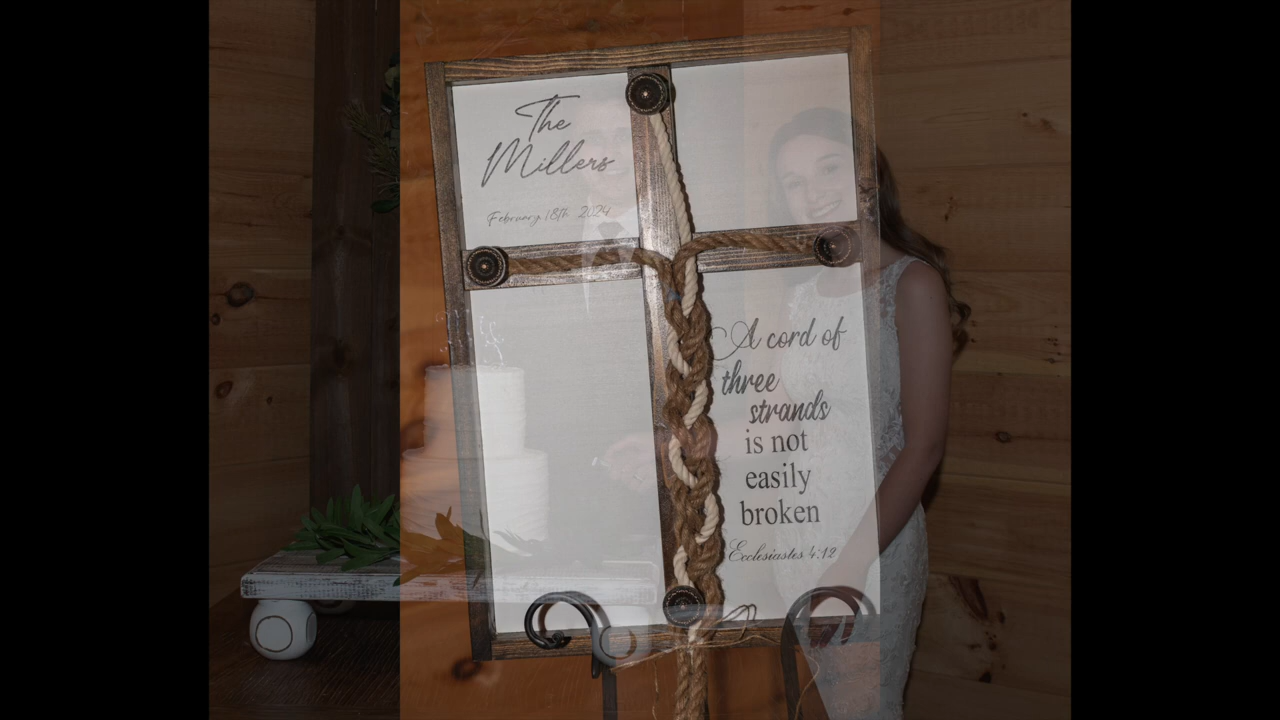 The
Millers
February, 18th 2024
A cord of
three
strands
is not
easily
broken
Ecclesiastes 4:12